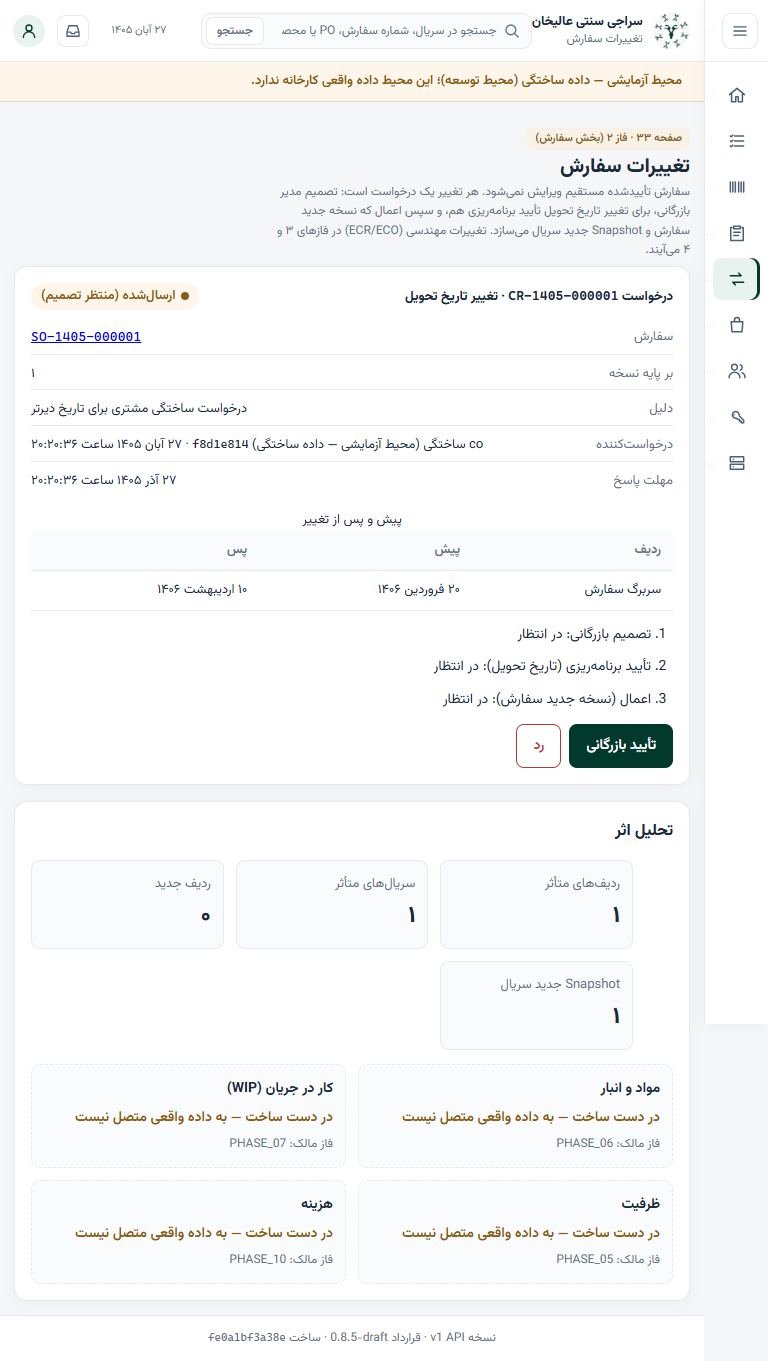 سراجی سنتی عالیخان
تغییرات سفارش
جستجو در سریال، شماره سفارش، PO یا محصـ
جستجو
۲۷ آبان ۱۴۰۵
محیط آزمایشی — داده ساختگی (محیط توسعه)؛ این محیط داده واقعی کارخانه ندارد.
صفحه ۳۳ · فاز ۲ (بخش سفارش)
تغییرات سفارش
سفارش تأییدشده مستقیم ویرایش نمی‌شود. هر تغییر یک درخواست است: تصمیم مدیر
بازرگانی، برای تغییر تاریخ تحویل تأیید برنامه‌ریزی هم، و سپس اعمال که نسخه جدید
سفارش و Snapshot جدید سریال می‌سازد. تغییرات مهندسی (ECR/ECO) در فازهای ۳ و
۴ می‌آیند.
درخواست CR-1405-000001 · تغییر تاریخ تحویل
ارسال‌شده (منتظر تصمیم)
سفارش
SO-1405-000001
بر پایه نسخه
۱
دلیل
درخواست ساختگی مشتری برای تاریخ دیرتر
درخواست‌کننده
co ساختگی (محیط آزمایشی — داده ساختگی) f8d1e814 · ۲۷ آبان ۱۴۰۵ ساعت ۲۰:۲۰:۳۶
مهلت پاسخ
۲۷ آذر ۱۴۰۵ ساعت ۲۰:۲۰:۳۶
پیش و پس از تغییر
ردیف پیش پس
سربرگ سفارش ۲۰ فروردین ۱۴۰۶ ۱۰ اردیبهشت ۱۴۰۶
1. تصمیم بازرگانی: در انتظار
2. تأیید برنامه‌ریزی (تاریخ تحویل): در انتظار
3. اعمال (نسخه جدید سفارش): در انتظار
تأیید بازرگانی
رد
تحلیل اثر
ردیف‌های متأثر
۱
سریال‌های متأثر
۱
ردیف جدید
۰
Snapshot جدید سریال
۱
مواد و انبار
در دست ساخت — به داده واقعی متصل نیست
فاز مالک: PHASE_06
کار در جریان (WIP)
در دست ساخت — به داده واقعی متصل نیست
فاز مالک: PHASE_07
ظرفیت
در دست ساخت — به داده واقعی متصل نیست
فاز مالک: PHASE_05
هزینه
در دست ساخت — به داده واقعی متصل نیست
فاز مالک: PHASE_10
نسخه v1 API · قرارداد 0.8.5-draft · ساخت fe0a1bf3a38e